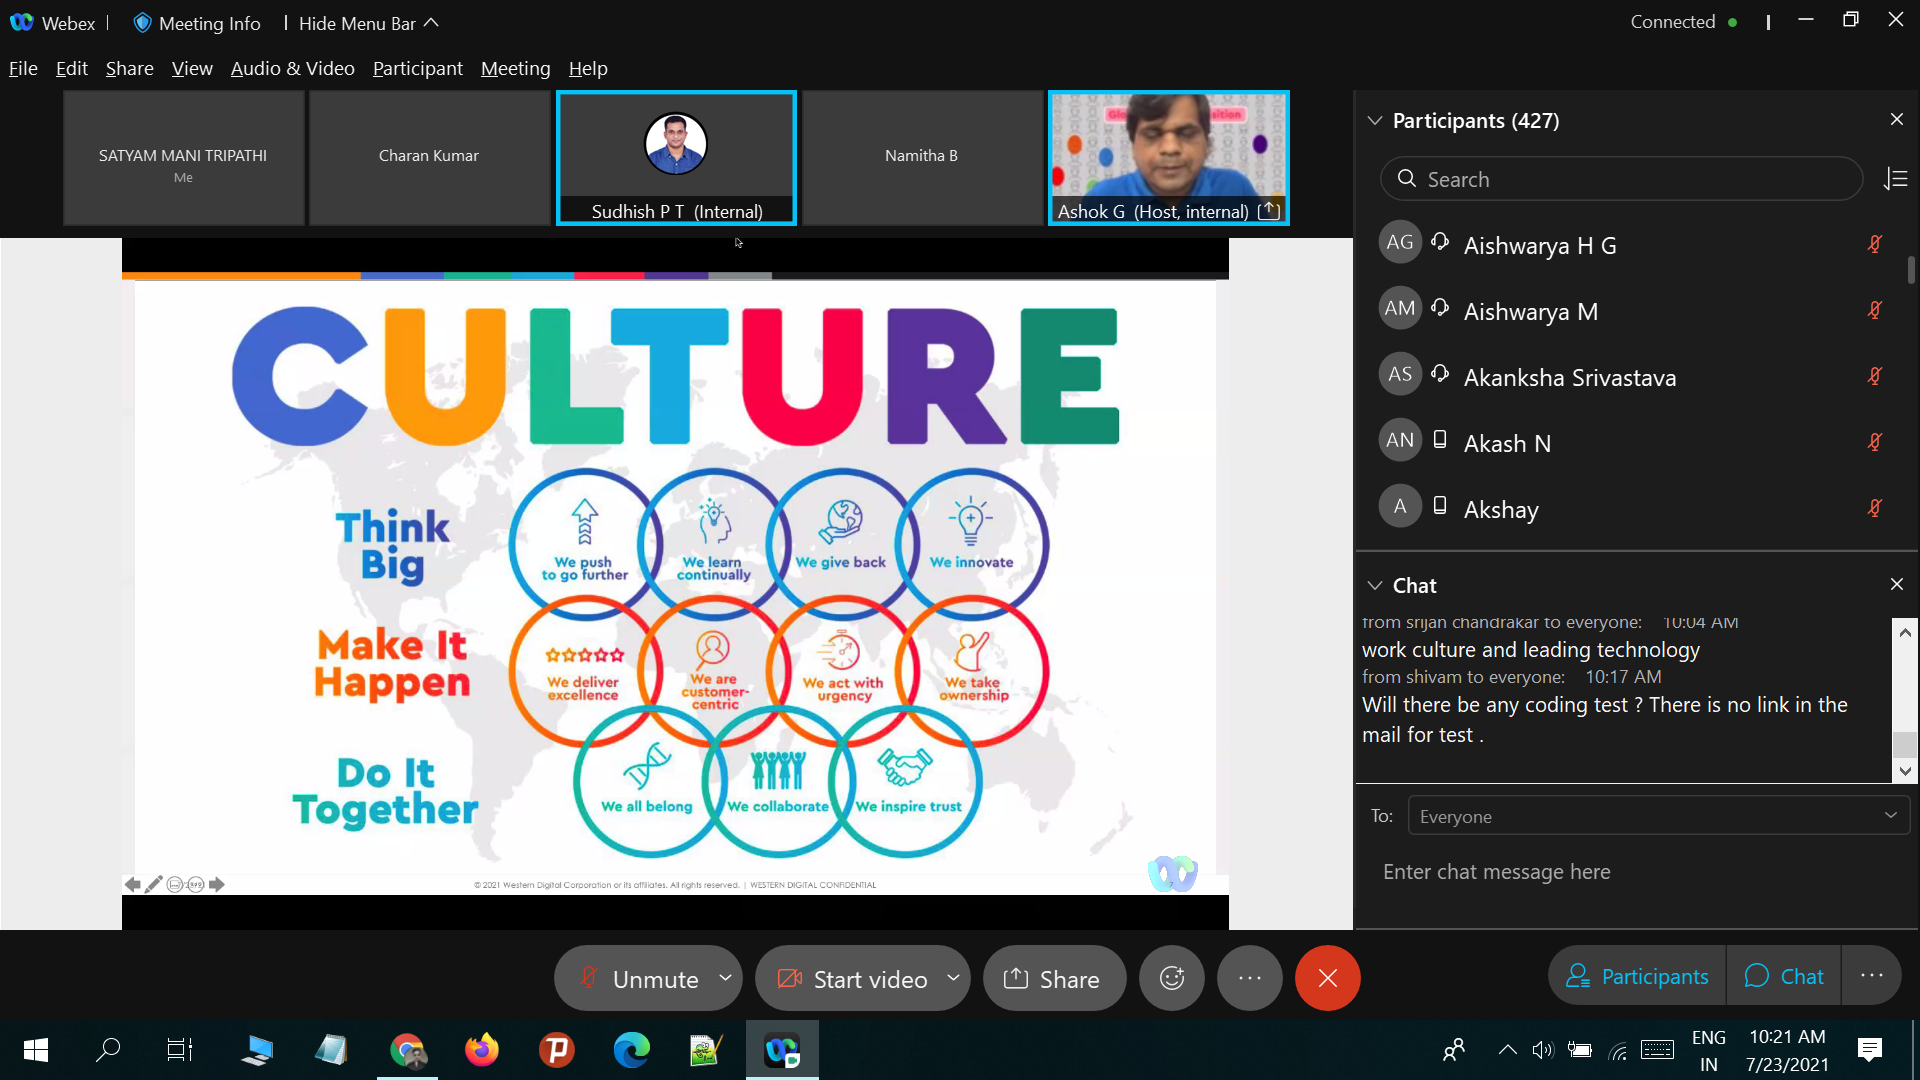 Webex
Meeting Info
Hide Menu Bar
Connected
File Edit Share View Audio & Video Participant Meeting Help
SATYAM MANI TRIPATHI
Me
Charan Kumar
Sudhish P T (Internal)
Namitha B
Ashok G (Host, internal)
CULTURE
Think
Big
We push
to go further
We learn
continually
We give back
We innovate
Make It
Happen
We deliver
excellence
We are
customer-
centric
We act with
urgency
We take
ownership
Do It
Together
We all belong
We collaborate
We inspire trust
© 2021 Western Digital Corporation or its affiliates. All rights reserved. | WESTERN DIGITAL CONFIDENTIAL
Participants (427)
Search
AG Aishwarya H G
AM Aishwarya M
AS Akanksha Srivastava
AN Akash N
A Akshay
Chat
from srijan chandrakar to everyone: 10:04 AM
work culture and leading technology
from shivam to everyone: 10:17 AM
Will there be any coding test ? There is no link in the
mail for test .
To: Everyone
Enter chat message here
Unmute
Start video
Share
Participants
Chat
ENG
IN
10:21 AM
7/23/2021